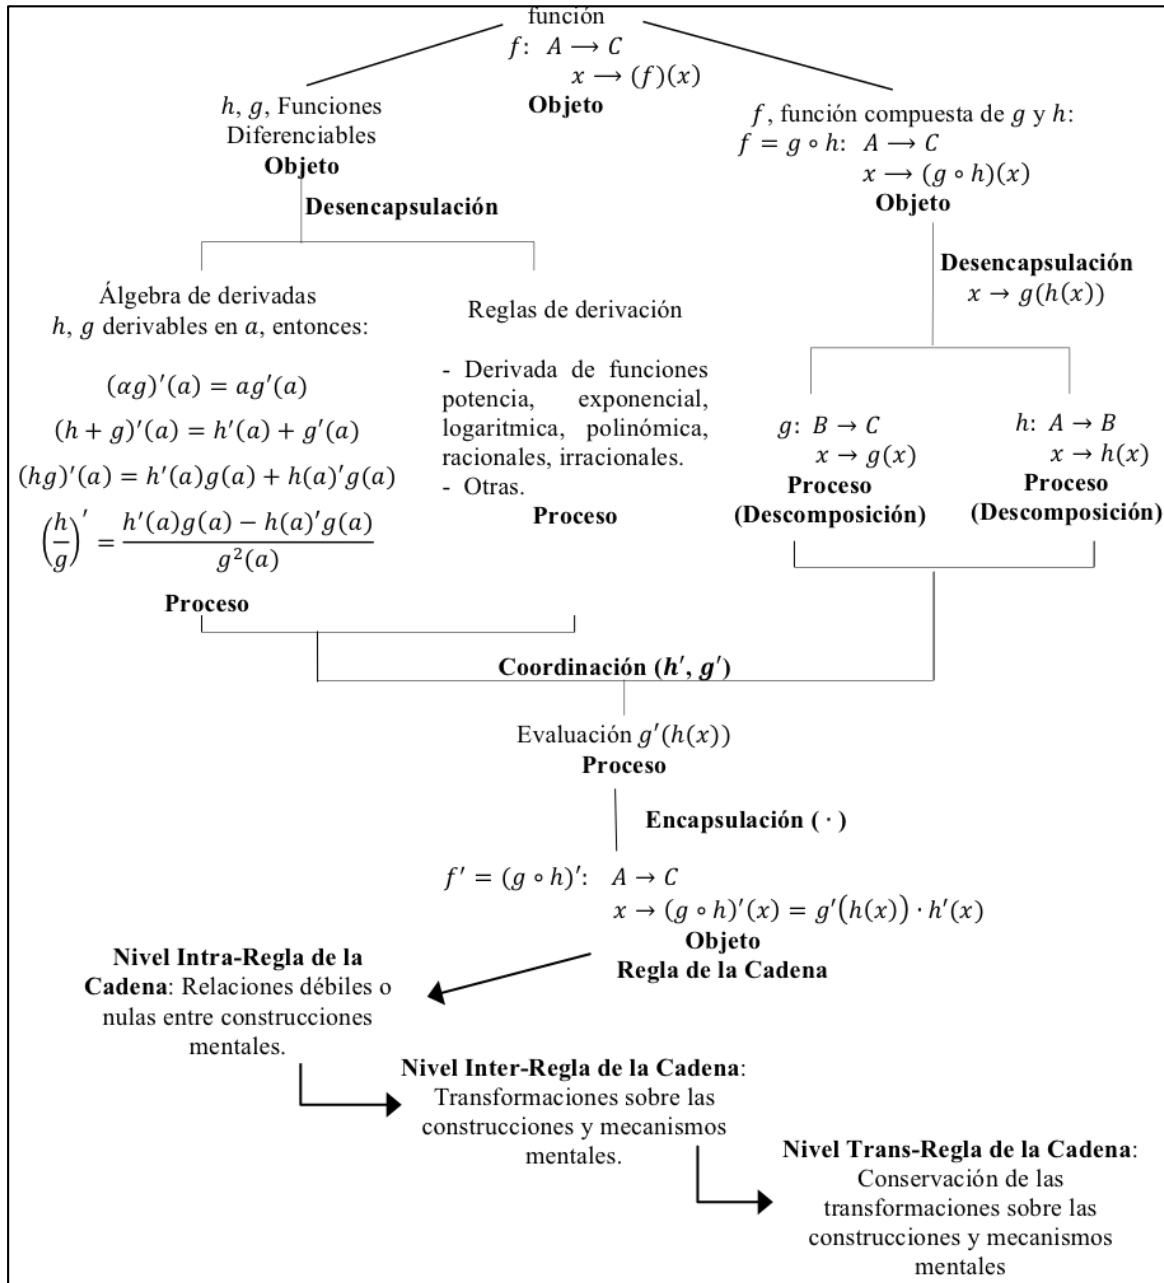 función
f: A ⟶ C
x ⟶ (f)(x)
Objeto
h, g, Funciones
Diferenciables
Objeto
f, función compuesta de g y h:
f = g ∘ h: A ⟶ C
x ⟶ (g ∘ h)(x)
Objeto
Desencapsulación
Desencapsulación
x → g(h(x))
Álgebra de derivadas
h, g derivables en a, entonces:
(αg)′(a) = ag′(a)
(h + g)′(a) = h′(a) + g′(a)
(hg)′(a) = h′(a)g(a) + h(a)′g(a)
(h/g)′ = (h′(a)g(a) − h(a)′g(a))/g²(a)
Proceso
Reglas de derivación
- Derivada de funciones
potencia, exponencial,
logaritmica, polinómica,
racionales, irracionales.
- Otras.
Proceso
g: B → C
x → g(x)
Proceso
(Descomposición)
h: A → B
x → h(x)
Proceso
(Descomposición)
Coordinación (h′, g′)
Evaluación g′(h(x))
Proceso
Encapsulación ( · )
f′ = (g ∘ h)′: A → C
x → (g ∘ h)′(x) = g′(h(x)) · h′(x)
Objeto
Regla de la Cadena
Nivel Intra-Regla de la
Cadena: Relaciones débiles o
nulas entre construcciones
mentales.
Nivel Inter-Regla de la Cadena:
Transformaciones sobre las
construcciones y mecanismos
mentales.
Nivel Trans-Regla de la Cadena:
Conservación de las
transformaciones sobre las
construcciones y mecanismos
mentales